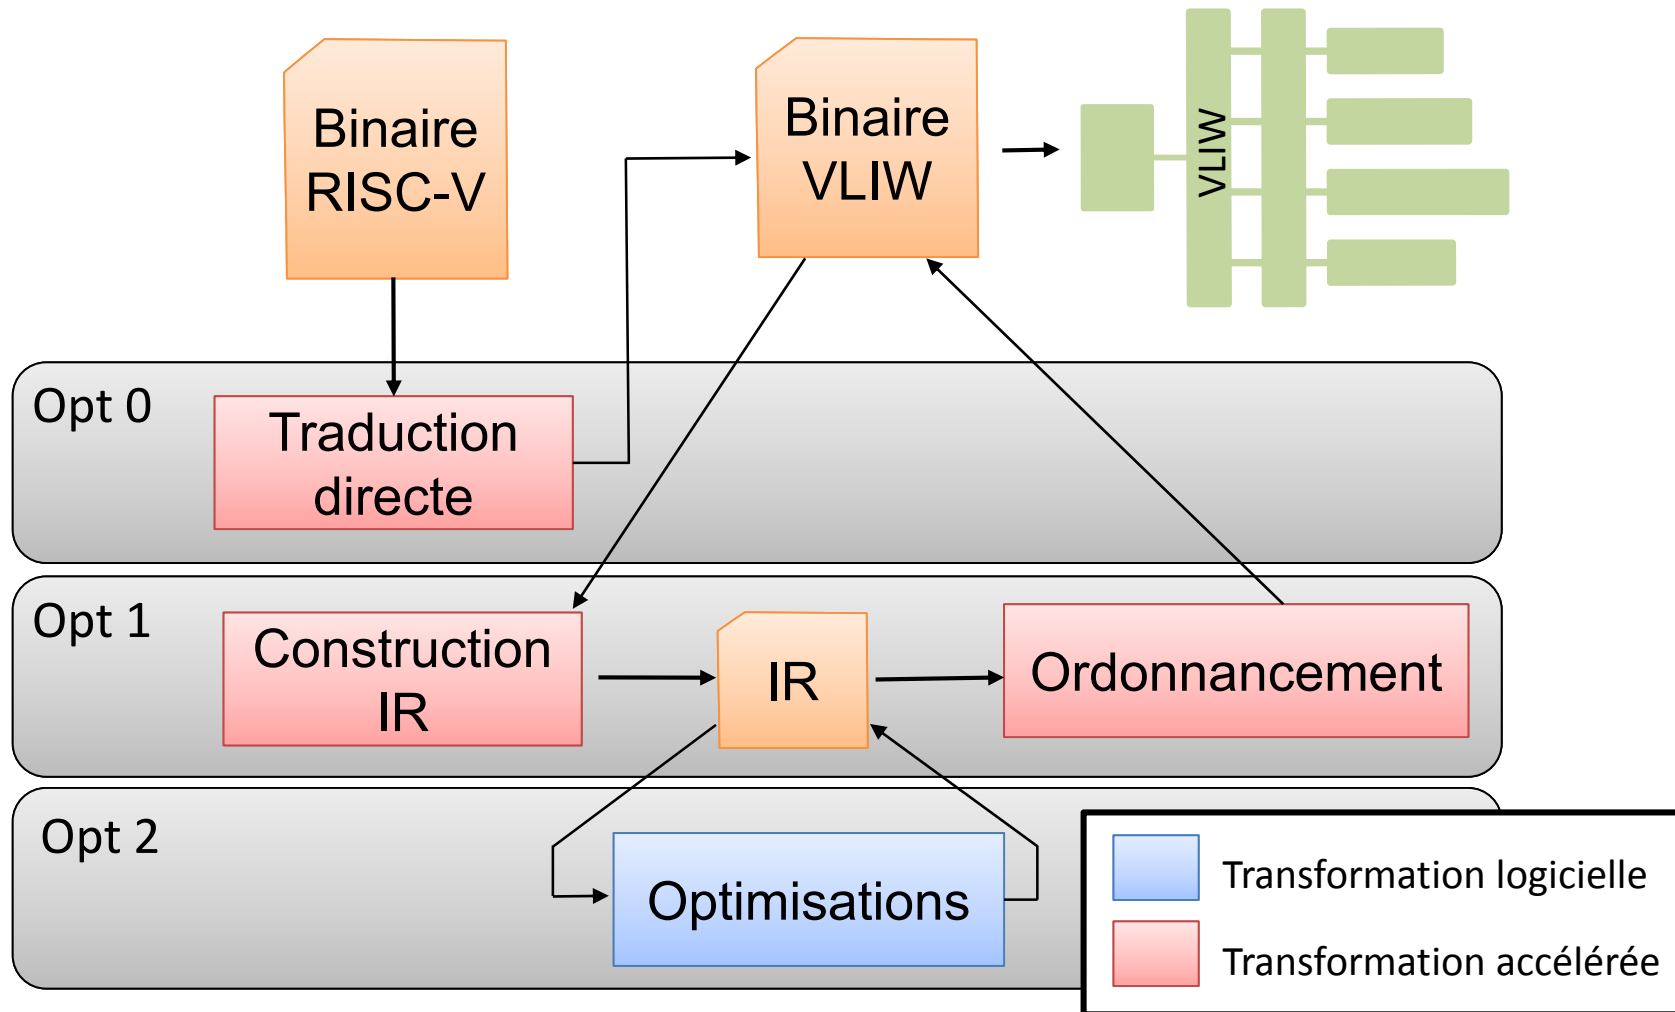 Binaire
RISC-V
Binaire
VLIW
VLIW
Opt 0
Traduction
directe
Opt 1
Construction
IR
IR
Ordonnancement
Opt 2
Optimisations
Transformation logicielle
Transformation accélérée